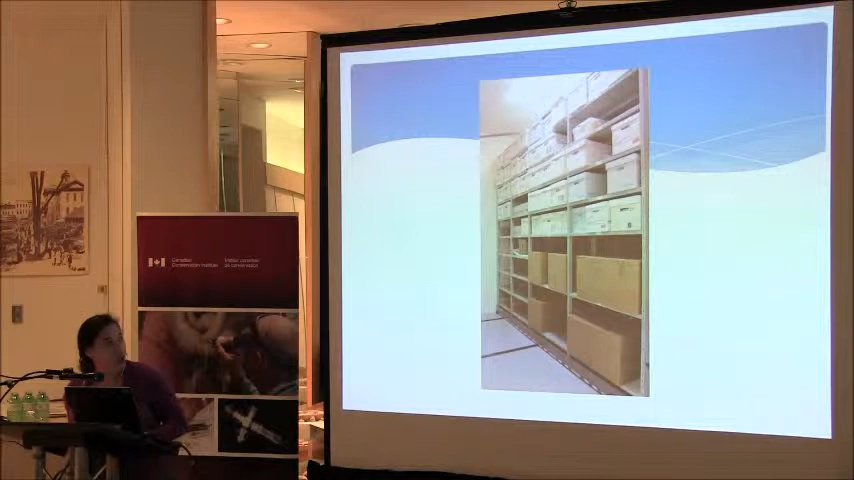 Canadian
Conservation Institute
Institut canadien
de conservation